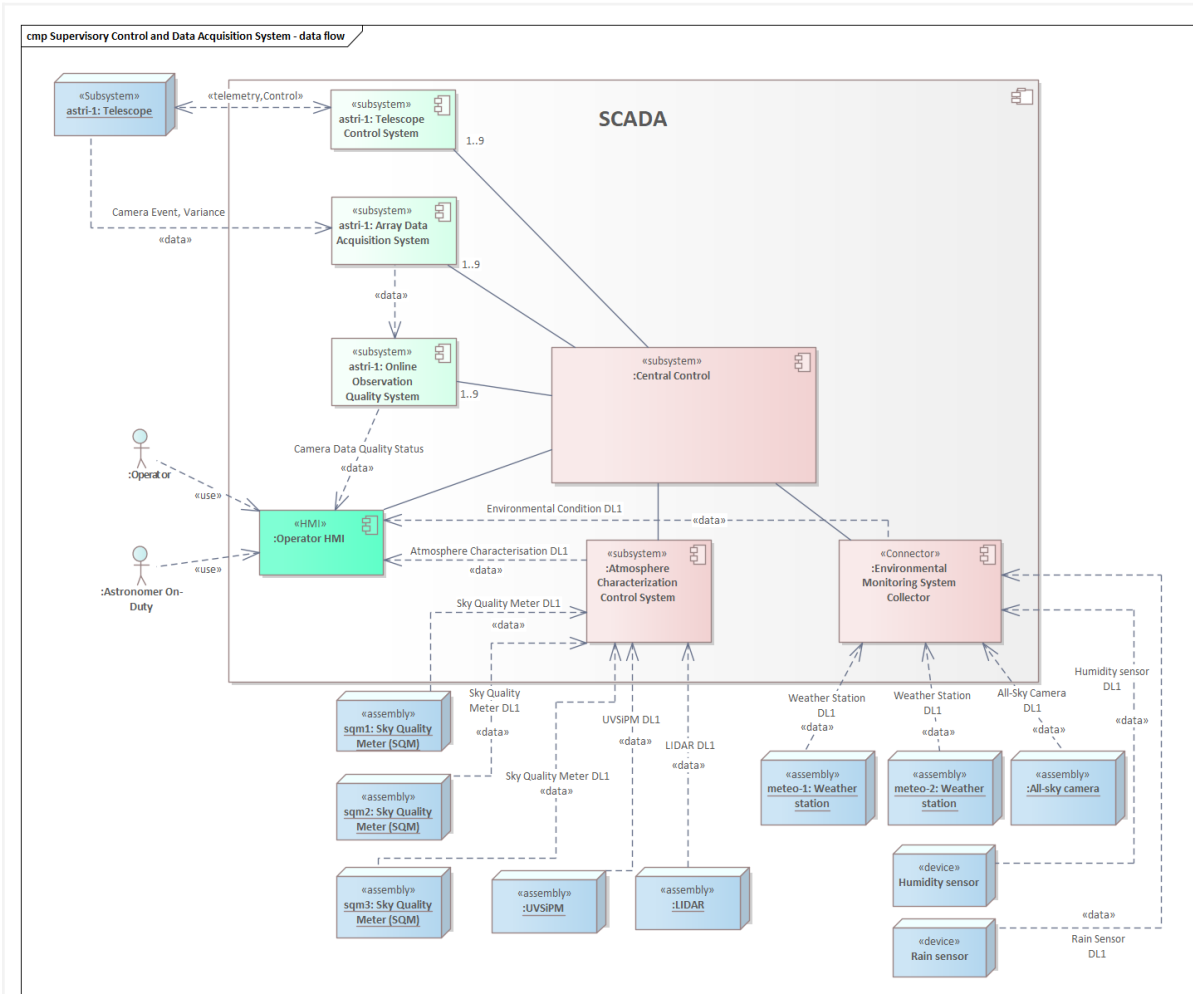 cmp Supervisory Control and Data Acquisition System - data flow
«Subsystem»
astri-1: Telescope
«telemetry,Control»
«subsystem»
astri-1: Telescope
Control System
SCADA
1..9
Camera Event, Variance
«data»
«subsystem»
astri-1: Array Data
Acquisition System
1..9
«data»
«subsystem»
astri-1: Online
Observation
Quality System
1..9
«subsystem»
:Central Control
Camera Data Quality Status
«data»
:Operator
«use»
«HMI»
:Operator HMI
:Astronomer On-
Duty
«use»
Environmental Condition DL1
«data»
Atmosphere Characterisation DL1
«data»
«subsystem»
:Atmosphere
Characterization
Control System
«Connector»
:Environmental
Monitoring System
Collector
Sky Quality Meter DL1
«data»
Sky Quality
Meter DL1
«data»
Sky Quality Meter DL1
«data»
UVSiPM DL1
«data»
LIDAR DL1
«data»
Weather Station
DL1
«data»
Weather Station
DL1
«data»
All-Sky Camera
DL1
«data»
Humidity sensor
DL1
«data»
«assembly»
sqm1: Sky Quality
Meter (SQM)
«assembly»
sqm2: Sky Quality
Meter (SQM)
«assembly»
sqm3: Sky Quality
Meter (SQM)
«assembly»
:UVSiPM
«assembly»
:LIDAR
«assembly»
meteo-1: Weather
station
«assembly»
meteo-2: Weather
station
«assembly»
:All-sky camera
«device»
Humidity sensor
«device»
Rain sensor
«data»
Rain Sensor
DL1